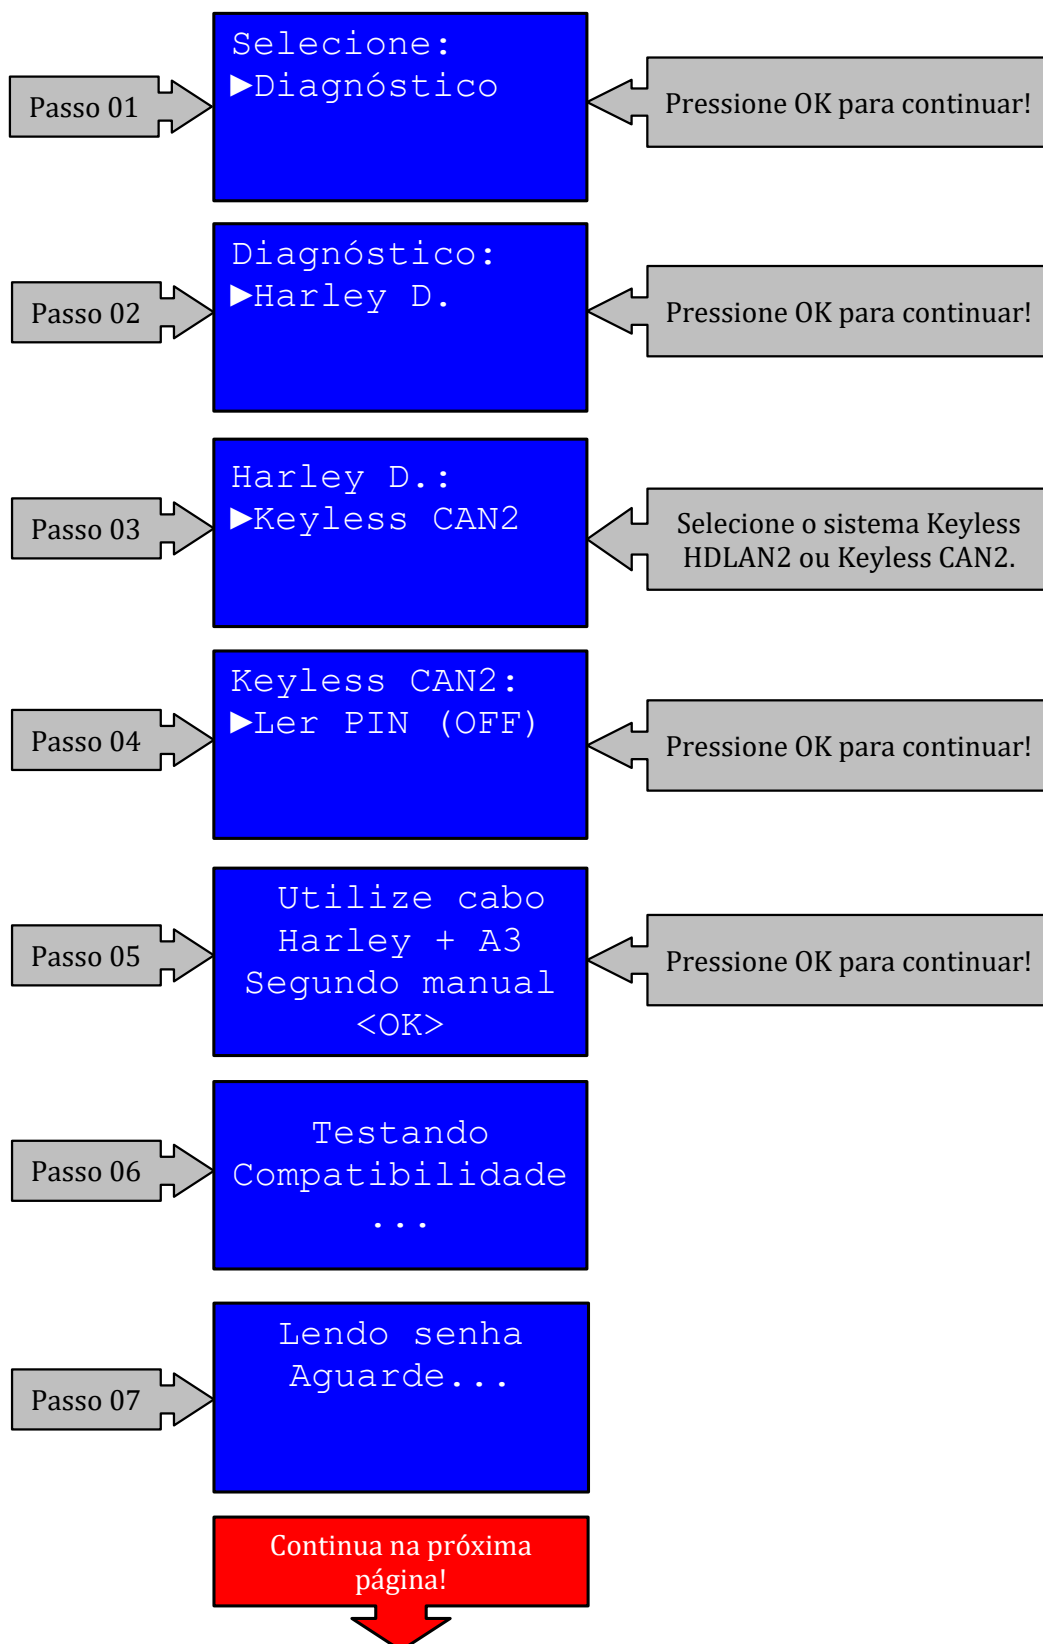 Passo 01
Selecione:
►Diagnóstico
Pressione OK para continuar!
Passo 02
Diagnóstico:
►Harley D.
Pressione OK para continuar!
Passo 03
Harley D.:
►Keyless CAN2
Selecione o sistema Keyless
HDLAN2 ou Keyless CAN2.
Passo 04
Keyless CAN2:
►Ler PIN (OFF)
Pressione OK para continuar!
Passo 05
Utilize cabo
Harley + A3
Segundo manual
<OK>
Pressione OK para continuar!
Passo 06
Testando
Compatibilidade
...
Passo 07
Lendo senha
Aguarde...
Continua na próxima
página!